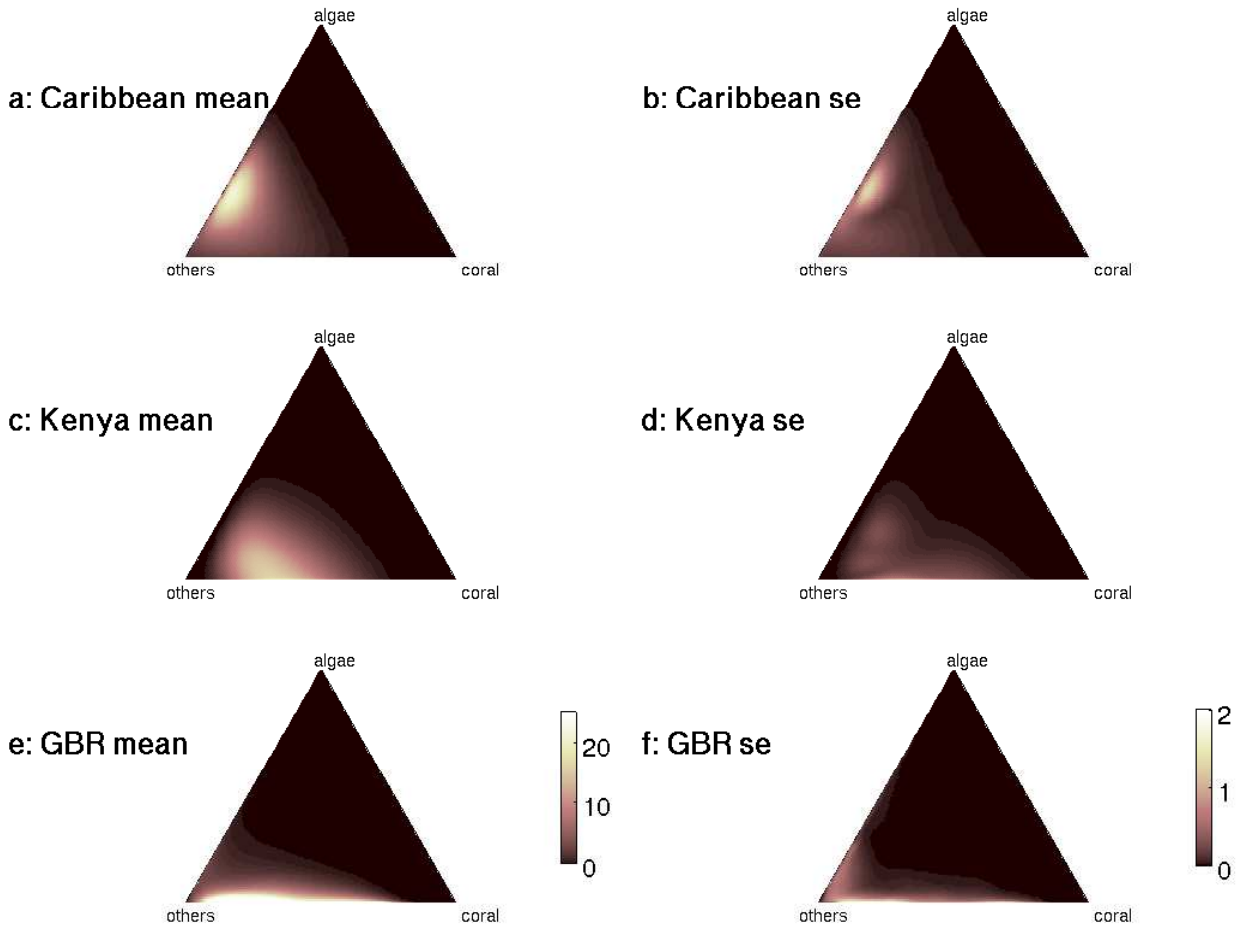 algae
algae
a: Caribbean mean
b: Caribbean se
others
coral
others
coral
algae
algae
c: Kenya mean
d: Kenya se
others
coral
others
coral
algae
algae
e: GBR mean
20
10
0
f: GBR se
2
1
0
others
coral
others
coral